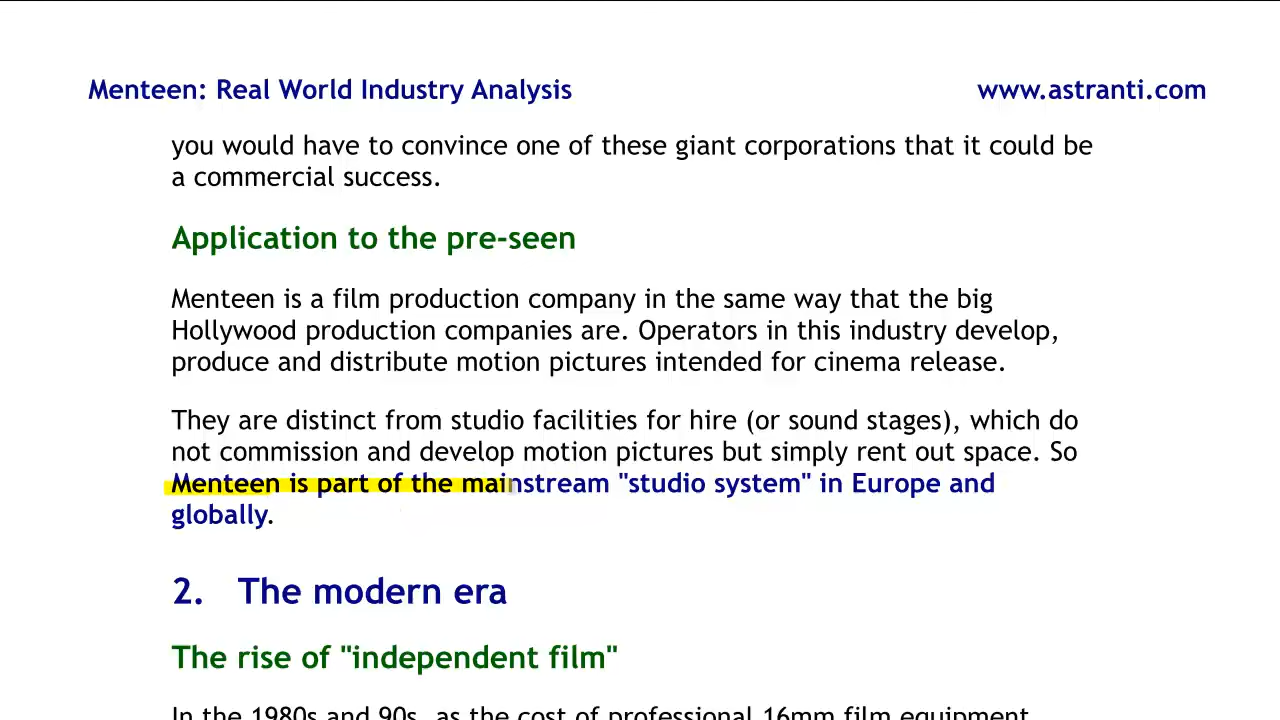 Menteen: Real World Industry Analysis www.astranti.com
you would have to convince one of these giant corporations that it could be
a commercial success.
Application to the pre-seen
Menteen is a film production company in the same way that the big
Hollywood production companies are. Operators in this industry develop,
produce and distribute motion pictures intended for cinema release.
They are distinct from studio facilities for hire (or sound stages), which do
not commission and develop motion pictures but simply rent out space. So
Menteen is part of the mainstream "studio system" in Europe and
globally.
2. The modern era
The rise of "independent film"
In the 1980s and 90s, as the cost of professional 16mm film equipment